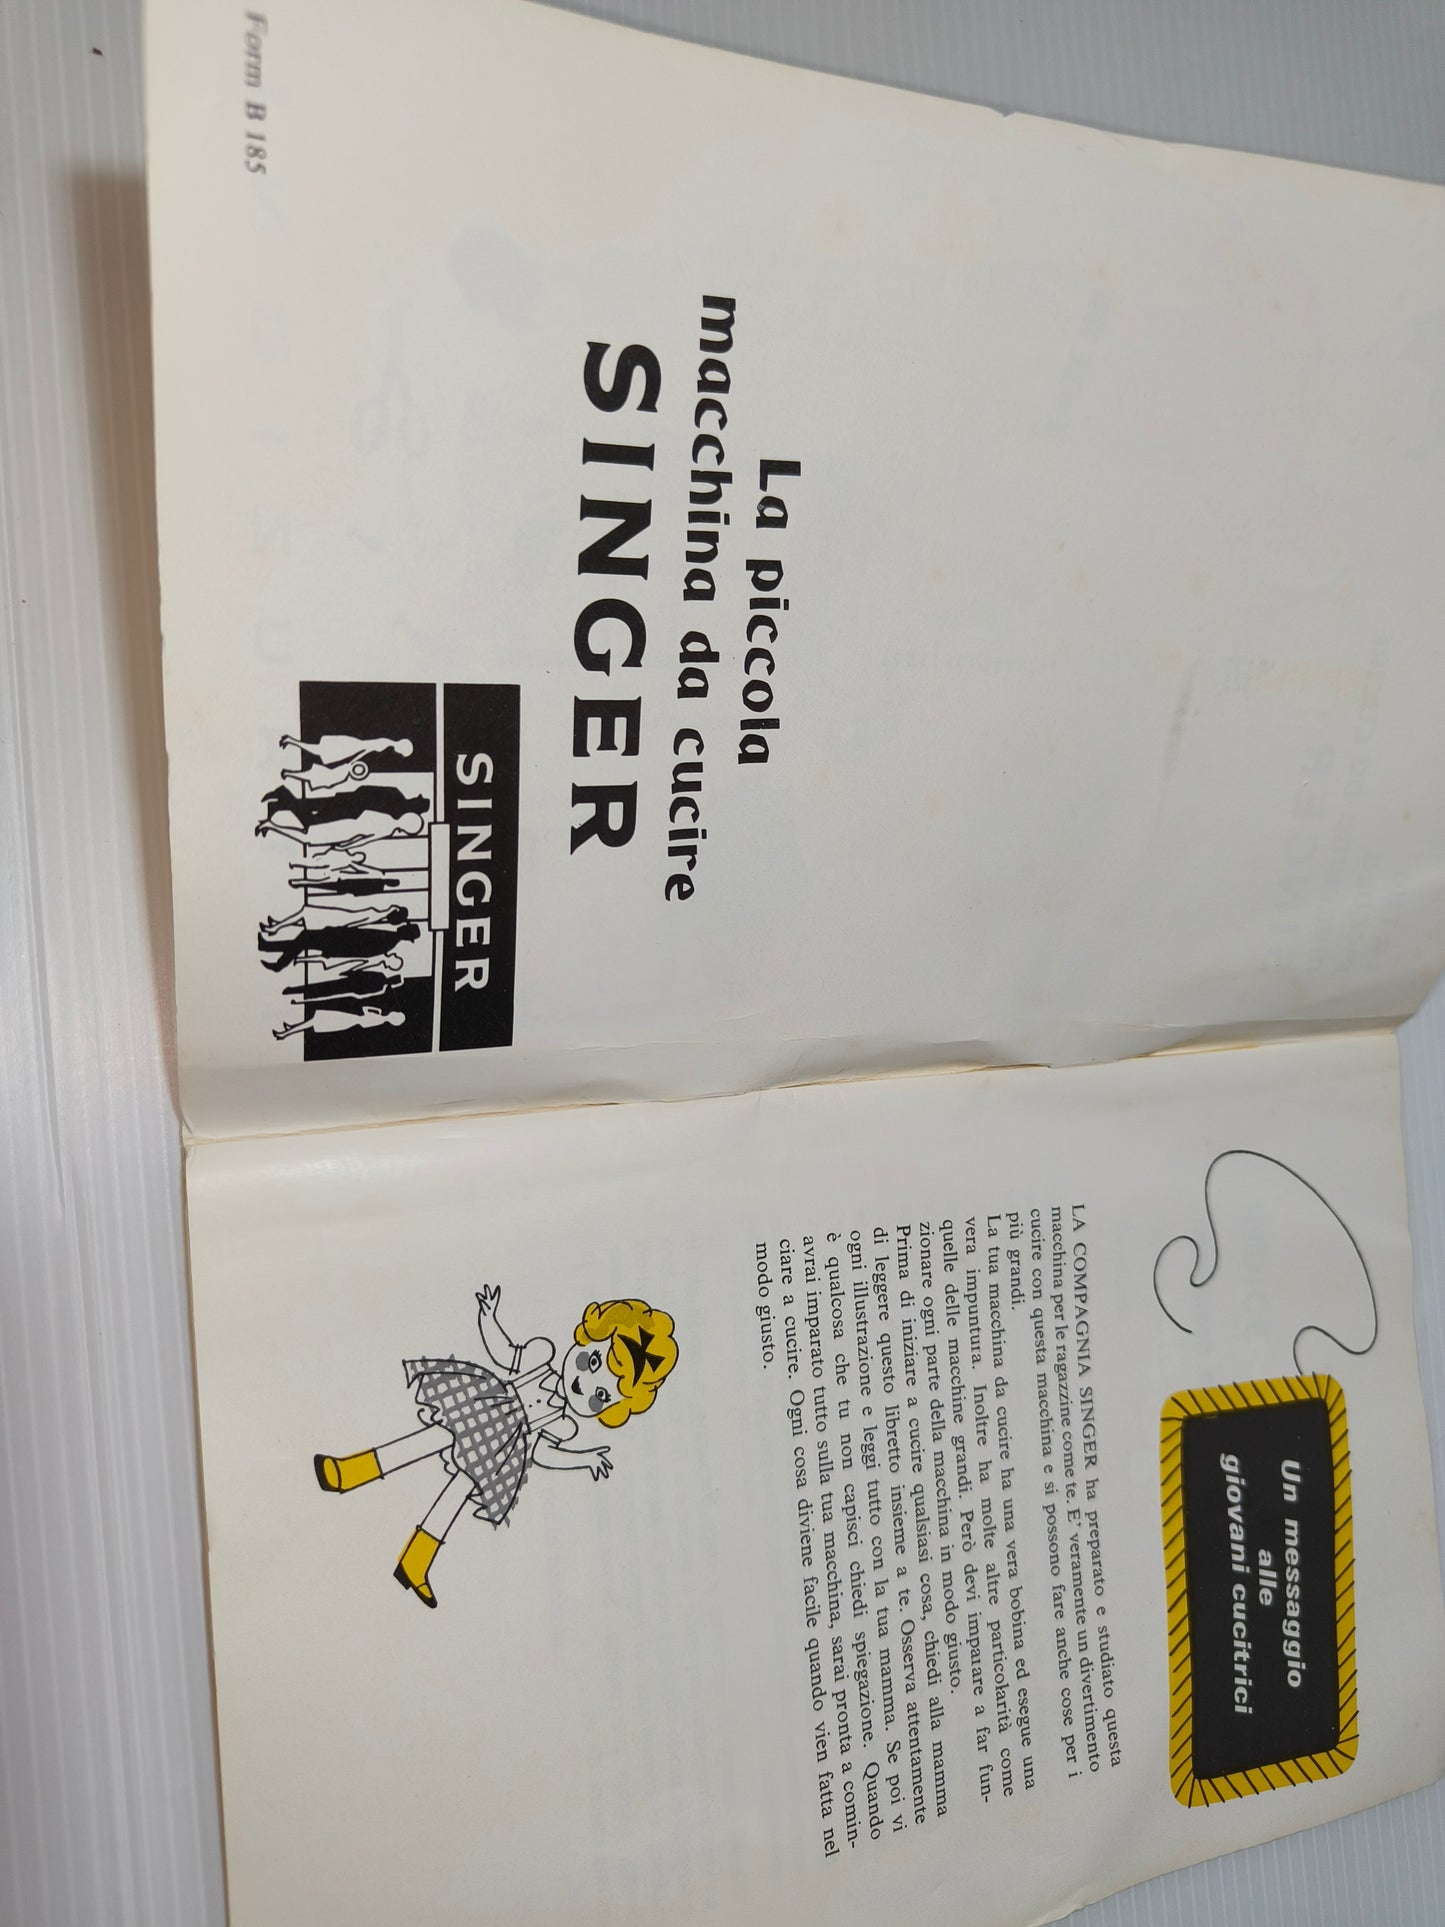 La piccola
macchina da cucire
SINGER
SINGER
Form B 185
Un messaggio
alle
giovani cucitrici
LA COMPAGNIA SINGER ha preparato e studiato questa
macchina per le ragazzine come te. E' veramente un divertimento
cucire con questa macchina e si possono fare anche cose per i
più grandi.
La tua macchina da cucire ha una vera bobina ed esegue una
vera impuntura. Inoltre ha molte altre particolarità come
quelle delle macchine grandi. Però devi imparare a far fun-
zionare ogni parte della macchina in modo giusto.
Prima di iniziare a cucire qualsiasi cosa, chiedi alla mamma
di leggere questo libretto insieme a te. Osserva attentamente
ogni illustrazione e leggi tutto con la tua mamma. Se poi vi
è qualcosa che tu non capisci chiedi spiegazione. Quando
avrai imparato tutto sulla tua macchina, sarai pronta a comin-
ciare a cucire. Ogni cosa diviene facile quando vien fatta nel
modo giusto.